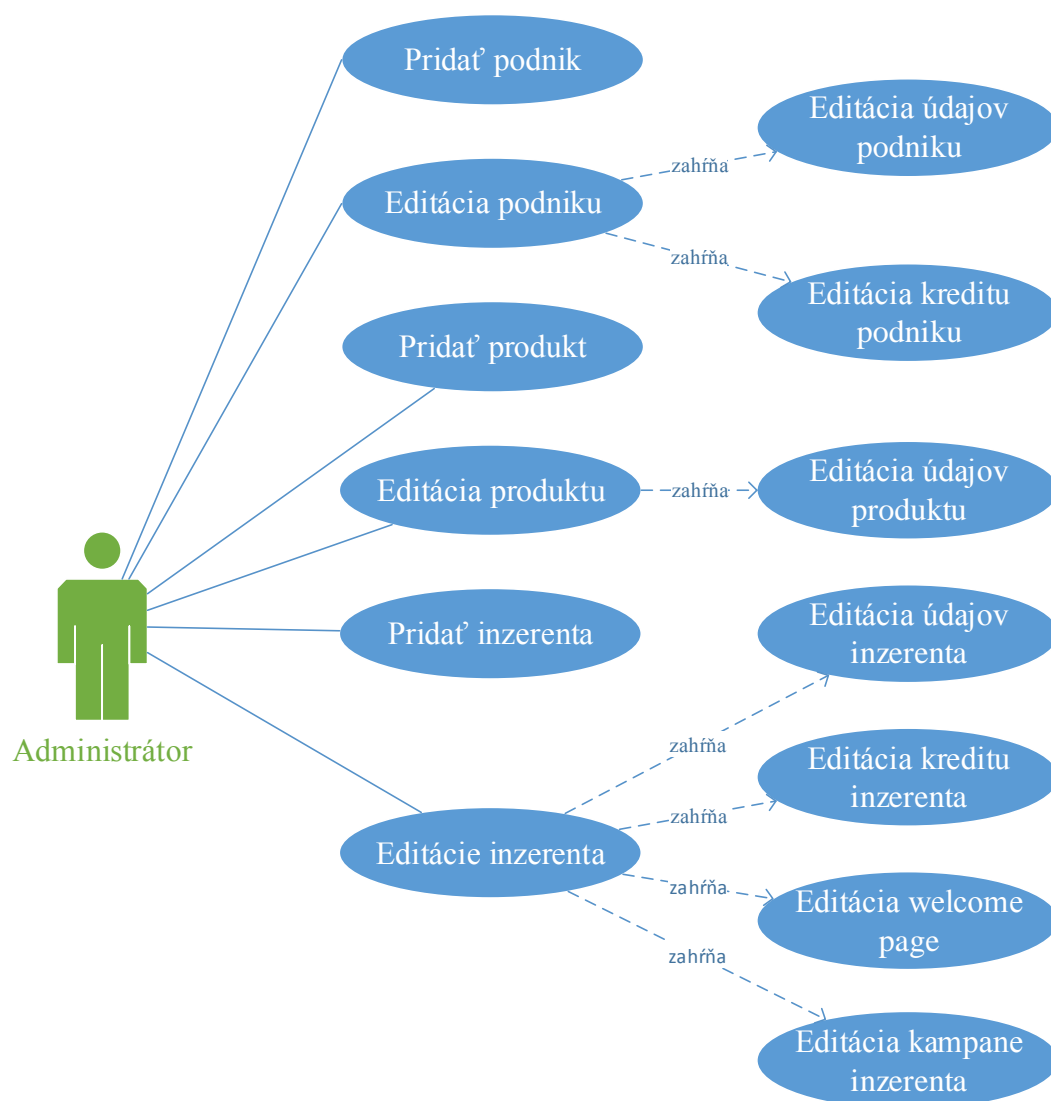 Pridať podnik
Editácia údajov
podniku
zahŕňa
Editácia podniku
zahŕňa
Editácia kreditu
podniku
Pridať produkt
Editácia produktu
zahŕňa
Editácia údajov
produktu
Pridať inzerenta
Editácia údajov
inzerenta
Administrátor
zahŕňa
Editácia kreditu
inzerenta
zahŕňa
Editácie inzerenta
zahŕňa
Editácia welcome
page
zahŕňa
Editácia kampane
inzerenta